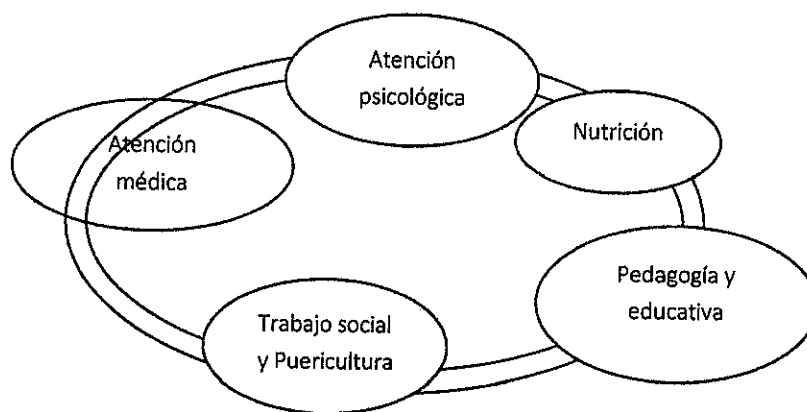 Atención
psicológica
Nutrición
Atención
médica
Pedagogía y
educativa
Trabajo social
y Puericultura